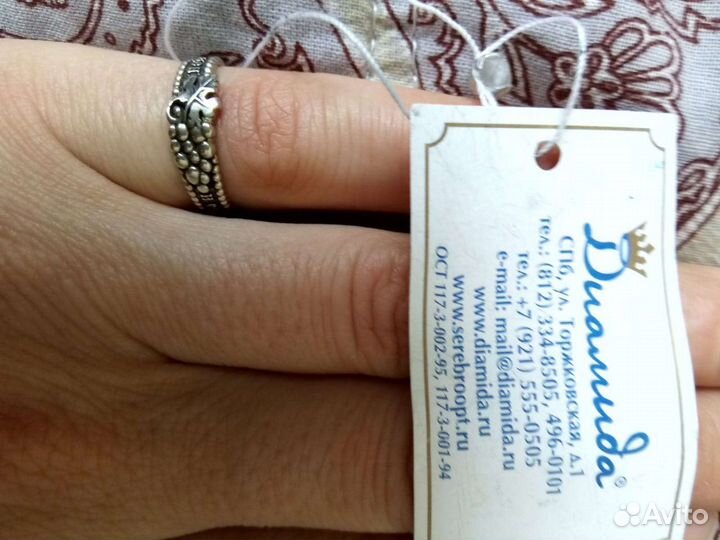 Диамида®
СПб, ул. Торжковская, д.1
тел.: (812) 334-8505, 496-0101
тел.: +7 (921) 555-0505
e-mail: mail@diamida.ru
www.diamida.ru
www.serebroopt.ru
ОСТ 117-3-002-95, 117-3-001-94
Avito